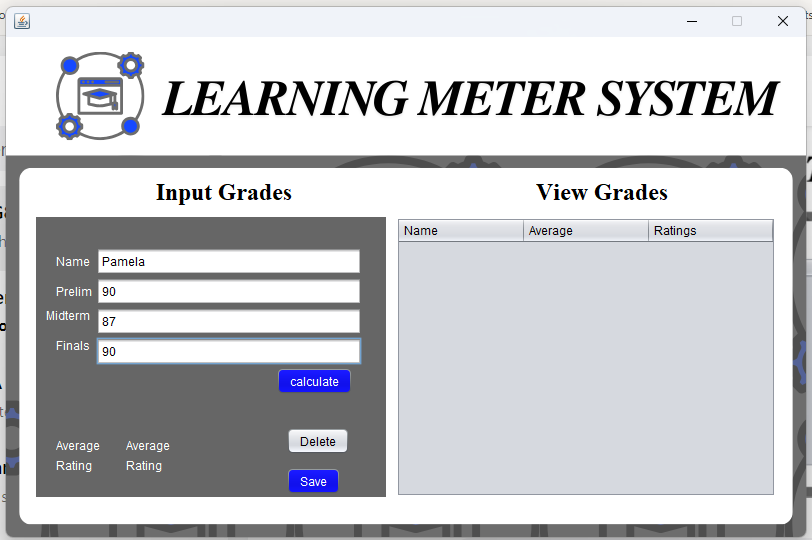 LEARNING METER SYSTEM
Input Grades
Name Pamela
Prelim 90
Midterm 87
Finals 90
calculate
Average Average
Rating Rating
Delete
Save
View Grades
Name Average Ratings